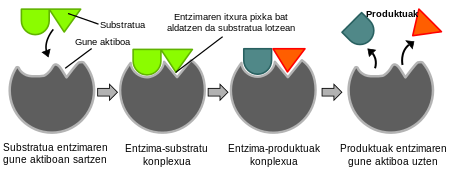 Substratua
Gune aktiboa
Entzimaren itxura pixka bat
aldatzen da substratua lotzean
Produktuak
Substratua entzimaren
gune aktiboan sartzen
Entzima-substratu
konplexua
Entzima-produktuak
konplexua
Produktuak entzimaren
gune aktiboa uzten